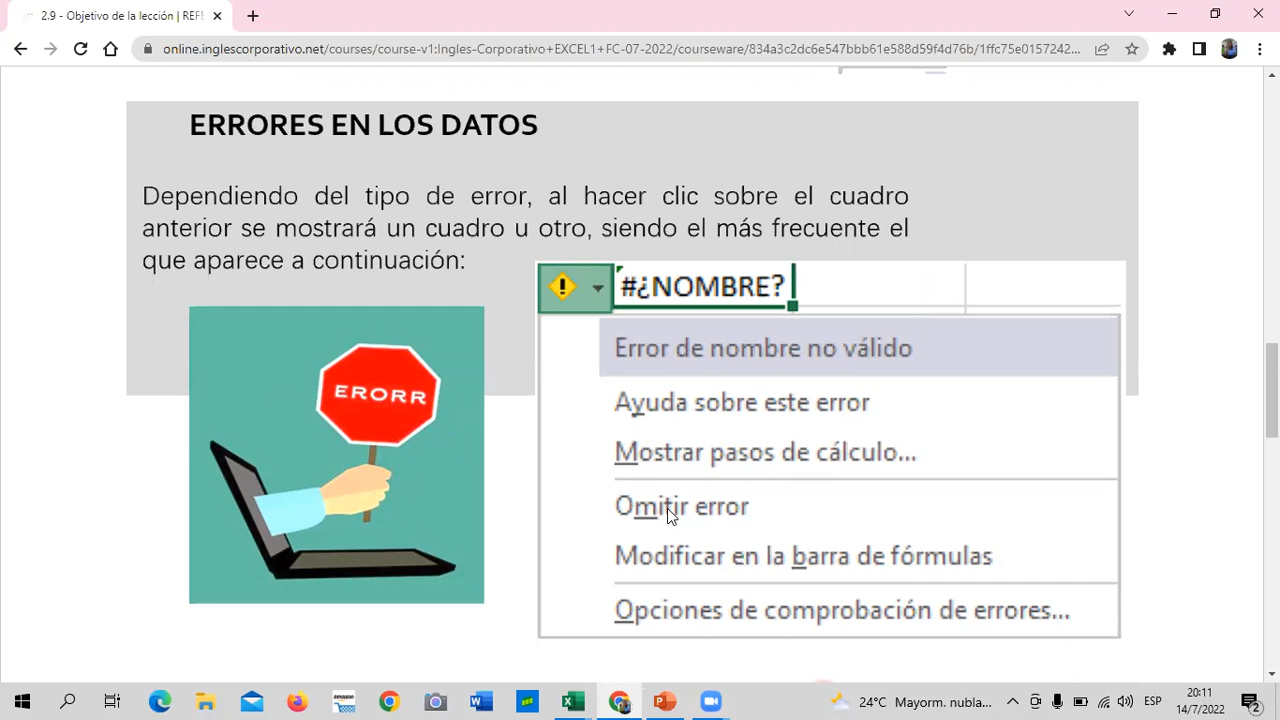 2.9 - Objetivo de la lección | REFE
online.inglescorporativo.net/courses/course-v1:Ingles-Corporativo+EXCEL1+FC-07-2022/courseware/334a3c2dc6e547bbb61e588d59f4d76b/1ffc75e0157242...
ERRORES EN LOS DATOS
Dependiendo del tipo de error, al hacer clic sobre el cuadro
anterior se mostrará un cuadro u otro, siendo el más frecuente el
que aparece a continuación:
#¿NOMBRE?
Error de nombre no válido
Ayuda sobre este error
Mostrar pasos de cálculo...
Omitir error
Modificar en la barra de fórmulas
Opciones de comprobación de errores...
ERORR
24°C Mayorm. nubla...
ESP
20:11
14/7/2022
2